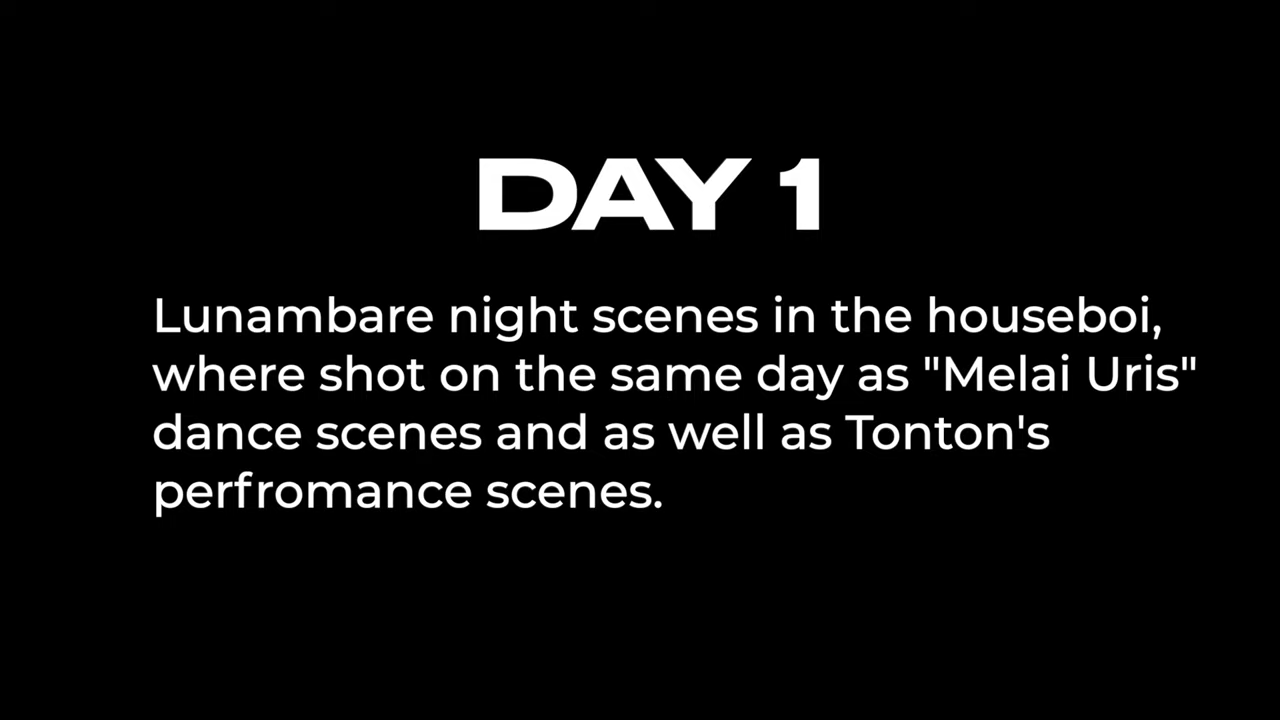 DAY 1
Lunambare night scenes in the houseboi,
where shot on the same day as "Melai Uris"
dance scenes and as well as Tonton's
perfromance scenes.